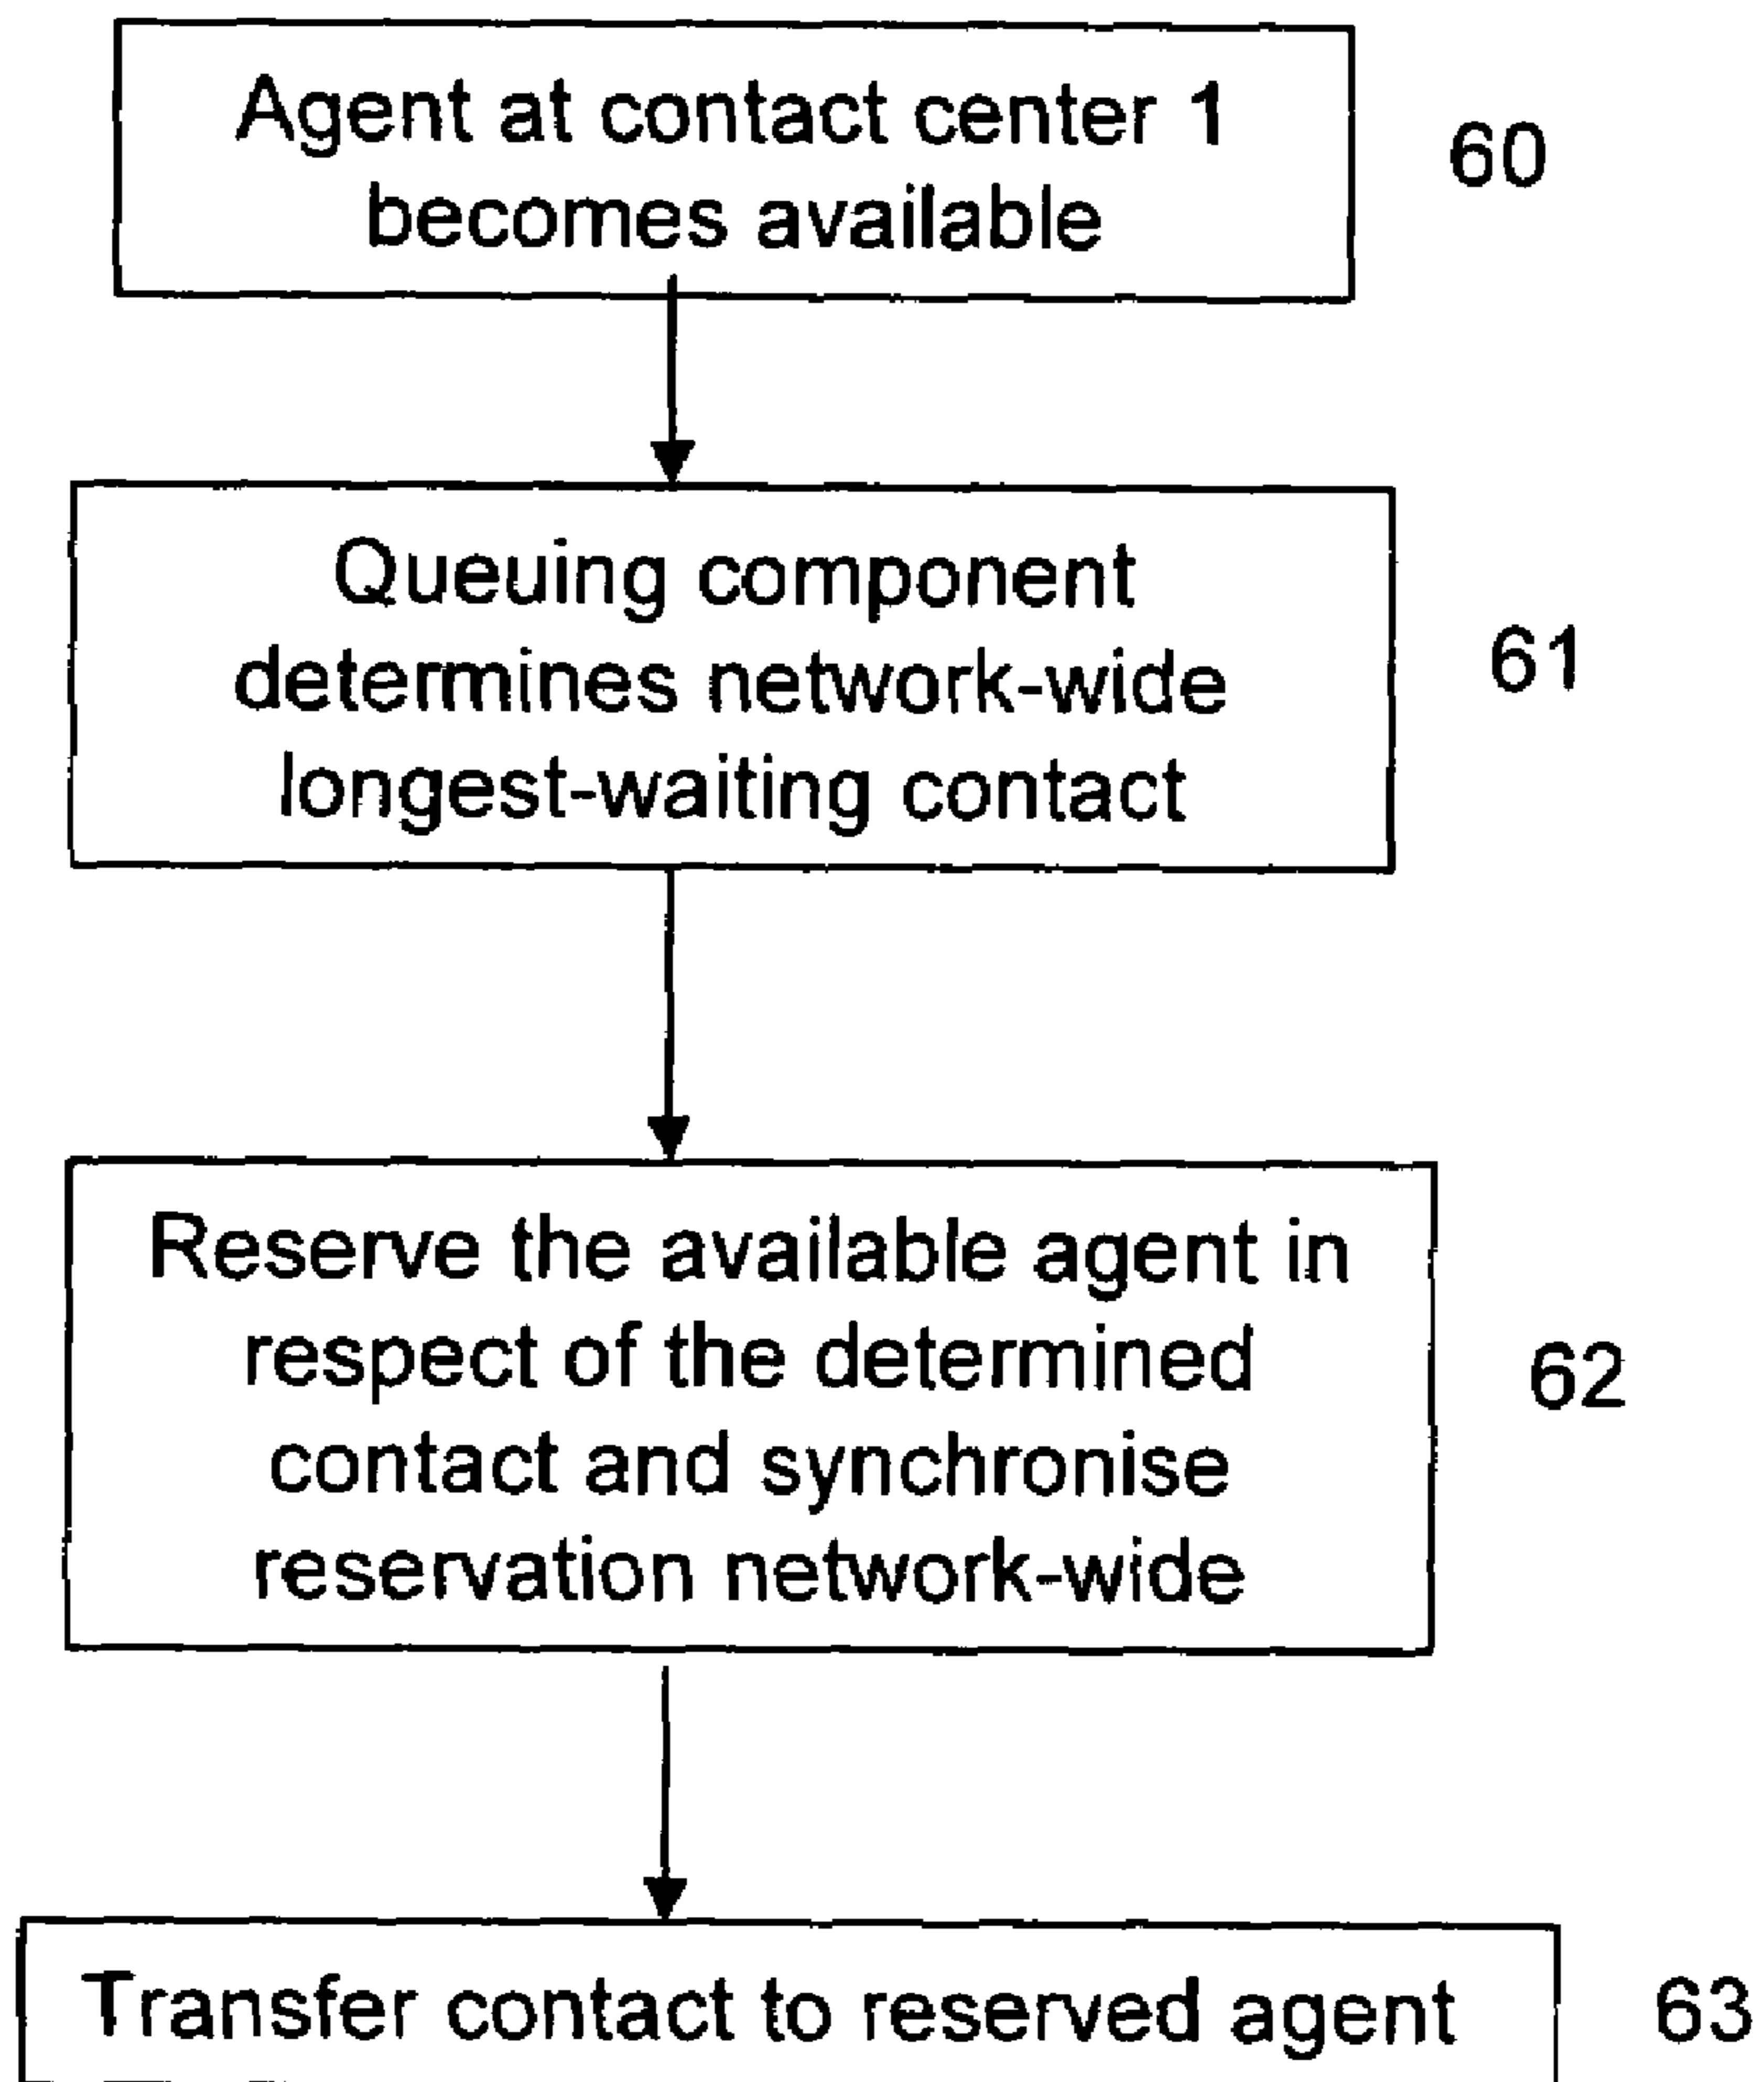 Agent at contact center 1
becomes available
60
Queuing component
determines network-wide
longest-waiting contact
61
Reserve the available agent in
respect of the determined
contact and synchronise
reservation network-wide
62
Transfer contact to reserved agent
63